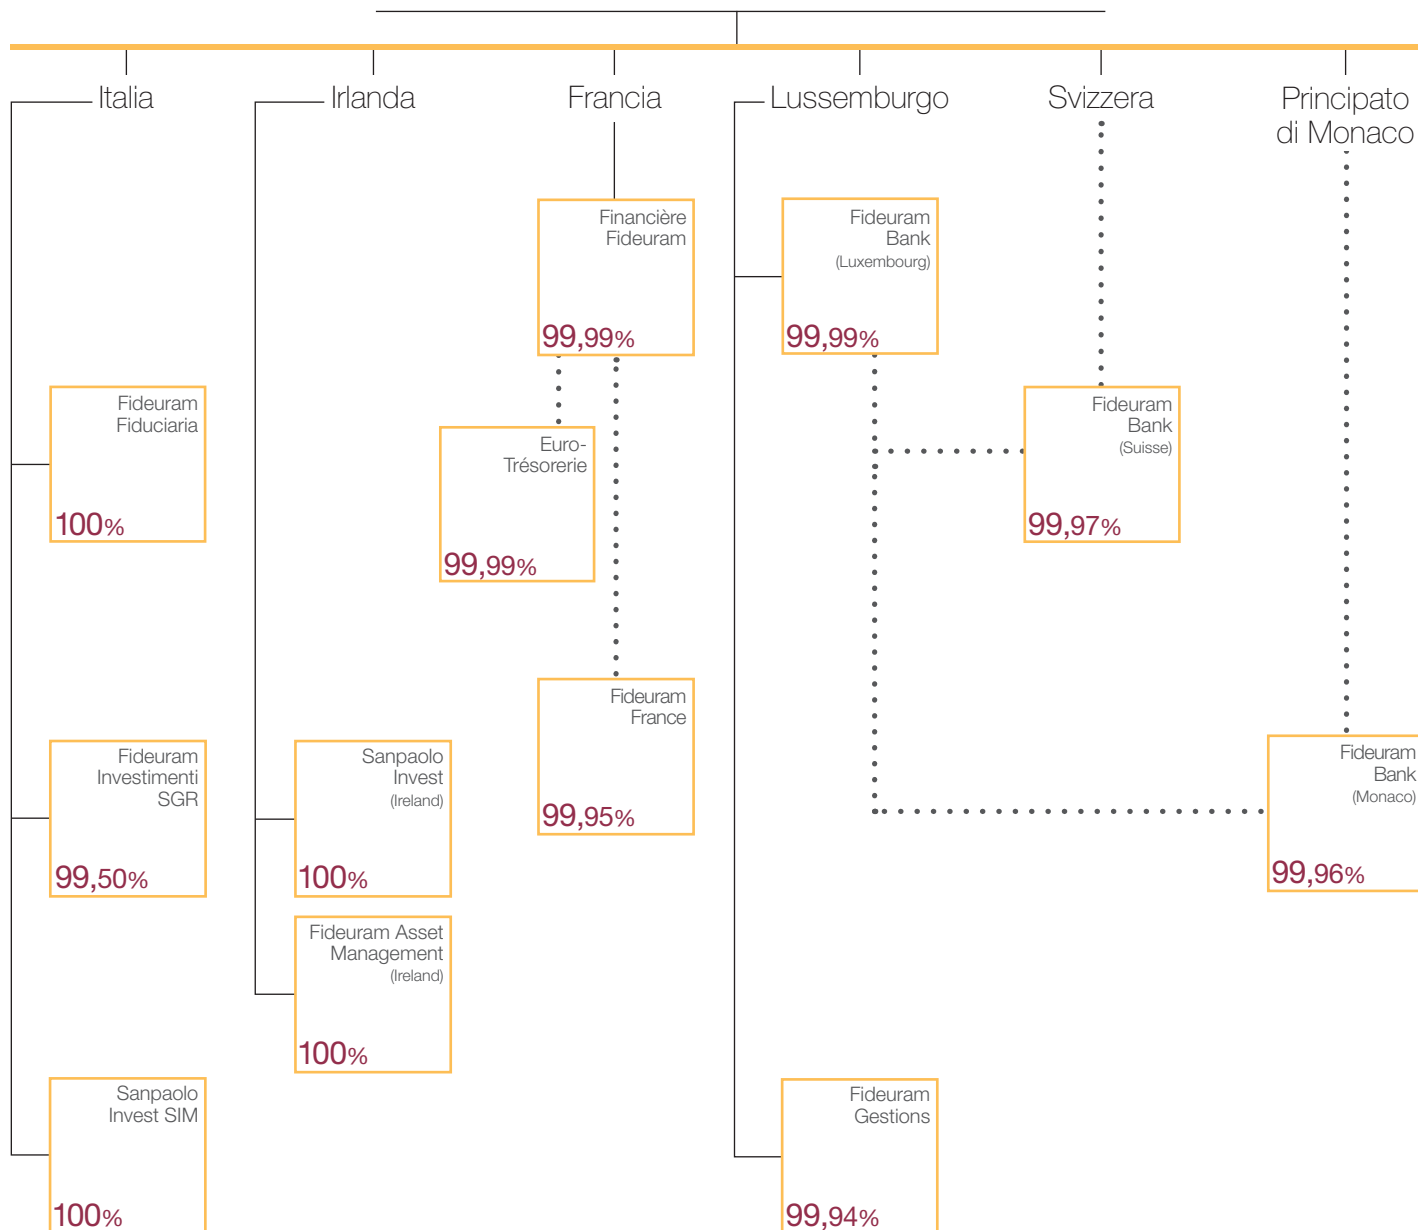 Italia
Irlanda
Francia
Lussemburgo
Svizzera
Principato
di Monaco
Financière
Fideuram
99,99%
Fideuram
Bank
(Luxembourg)
99,99%
Fideuram
Fiduciaria
100%
Euro-
Trésorerie
99,99%
Fideuram
Bank
(Suisse)
99,97%
Fideuram
France
99,95%
Fideuram
Investimenti
SGR
99,50%
Sanpaolo
Invest
(Ireland)
100%
Fideuram
Bank
(Monaco)
99,96%
Fideuram Asset
Management
(Ireland)
100%
Sanpaolo
Invest SIM
100%
Fideuram
Gestions
99,94%